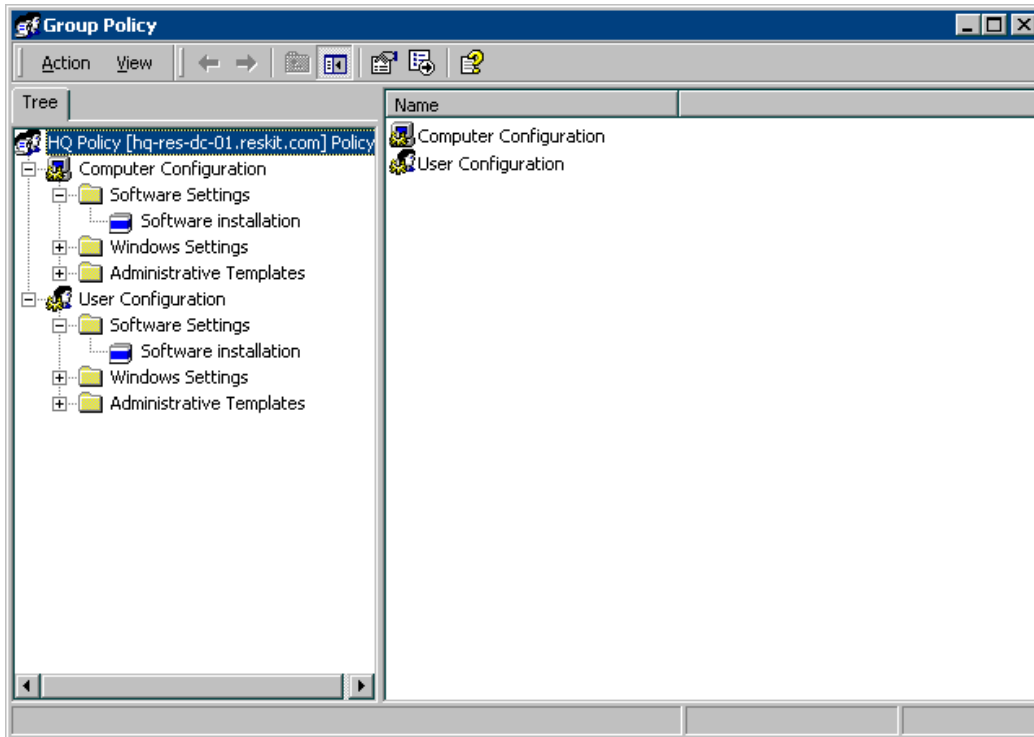 Group Policy
Action View
Tree
HQ Policy [hq-res-dc-01.reskit.com] Policy
Computer Configuration
Software Settings
Software installation
Windows Settings
Administrative Templates
User Configuration
Software Settings
Software installation
Windows Settings
Administrative Templates
Name
Computer Configuration
User Configuration